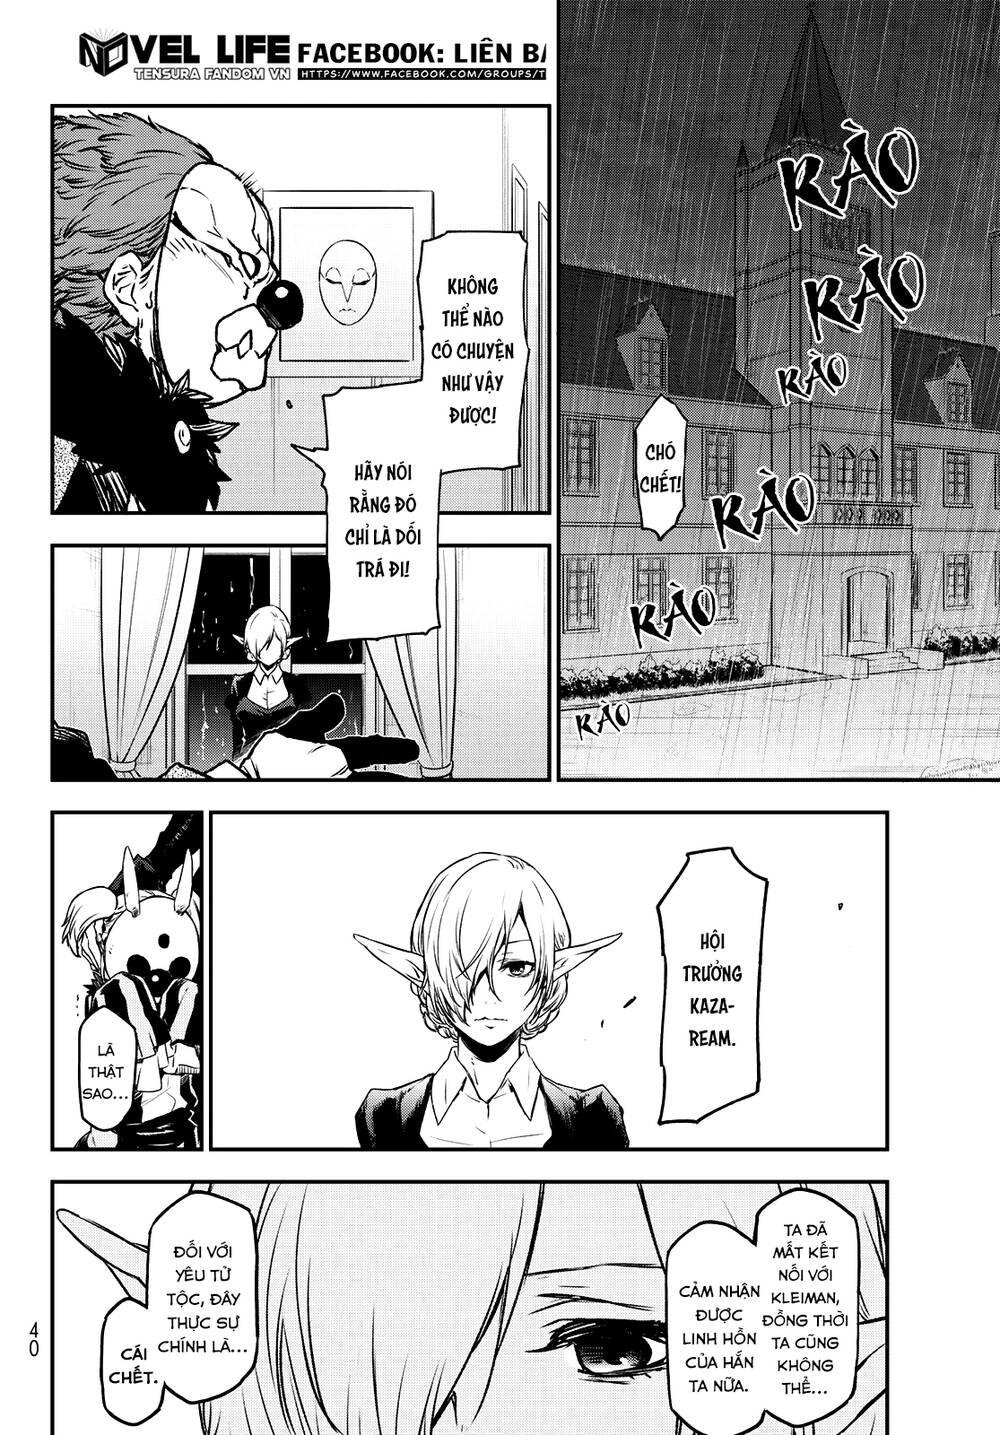 NOVEL LIFE
TENSURA FANDOM VN
FACEBOOK: LIÊN BA
HTTPS://WWW.FACEBOOK.COM/GROUPS/T
RÀO
RÀO
RÀO
CHÓ
CHẾT!
RÀO
RÀO
RÀO
KHÔNG
THỂ NÀO
CÓ CHUYỆN
NHƯ VẬY
ĐƯỢC!
HÃY NÓI
RẰNG ĐÓ
CHỈ LÀ DỐI
TRÁ ĐI!
HỘI
TRƯỞNG
KAZA-
REAM.
LÀ
THẬT
SAO...
TA ĐÃ
MẤT KẾT
NỐI VỚI
KLEIMAN,
ĐỒNG THỜI
TA CŨNG
KHÔNG
THỂ...
CẢM NHẬN
ĐƯỢC
LINH HỒN
CỦA HẮN
TA NỮA.
ĐỐI VỚI
YÊU TỬ
TỘC, ĐÂY
THỰC SỰ
CHÍNH LÀ...
CÁI
CHẾT.
40